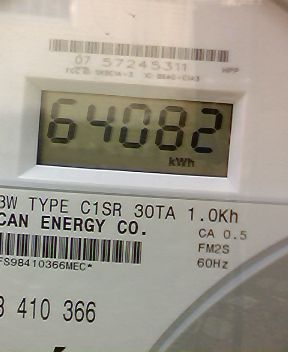 07 57245311
HPP
64082
kWh
3W TYPE C1SR 30TA 1.0Kh
CAN ENERGY CO.
CA 0.5
FM2S
60Hz
FS98410366MEC*
3 410 366